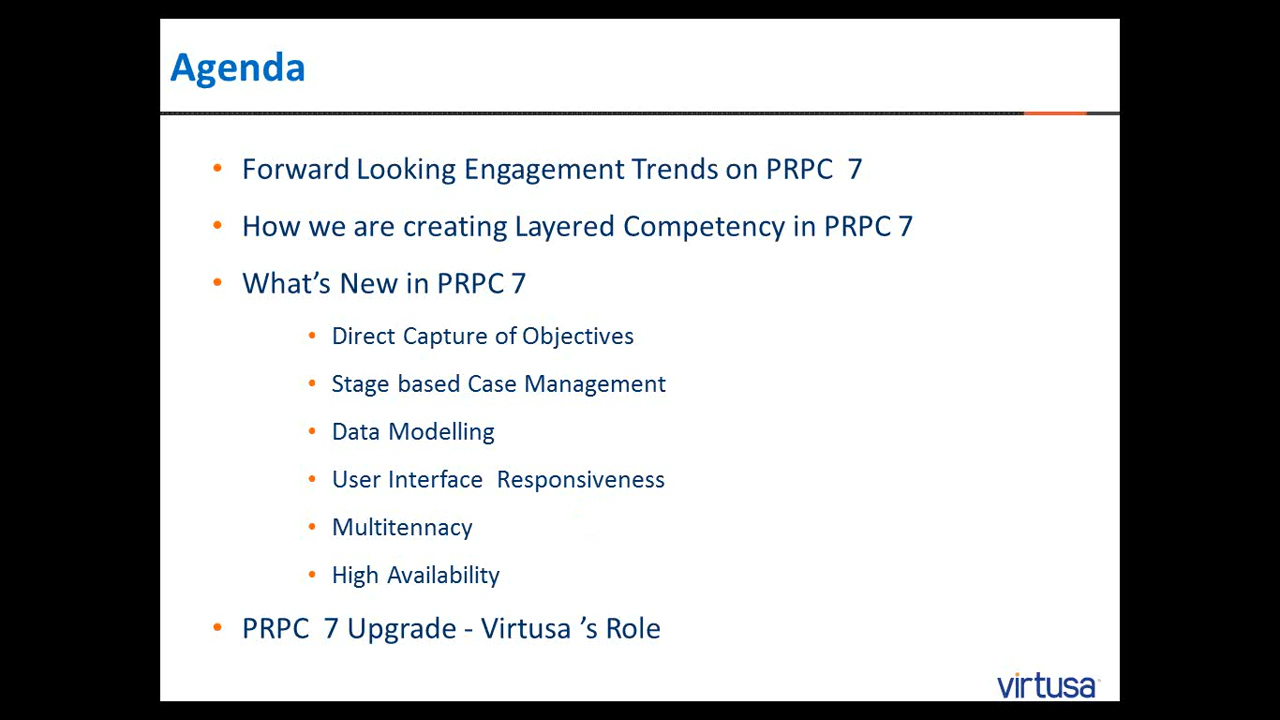 Agenda
• Forward Looking Engagement Trends on PRPC  7
• How we are creating Layered Competency in PRPC 7
• What’s New in PRPC 7
• Direct Capture of Objectives
• Stage based Case Management
• Data Modelling
• User Interface  Responsiveness
• Multitennacy
• High Availability
• PRPC  7 Upgrade - Virtusa ’s Role
virtusa